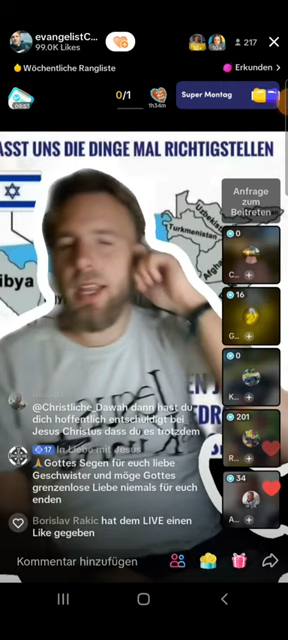 evangelistC...
99.0K Likes
217
Wöchentliche Rangliste
Erkunden >
0/1
1h34m
Super Montag
ASST UNS DIE DINGE MAL RICHTIGSTELLEN
Usbekistan
Turkmenistan
Afgha
ibya
Anfrage
zum
Beitreten
0
C...
16
G...
0
K...
201
R...
34
A...
@Christliche_Dawah dann hast du
dich hoffentlich entschuldigt bei
Jesus Christus dass du es trotzdem
17 In Liebe mit Jesus
Gottes Segen für euch liebe
Geschwister und möge Gottes
grenzenlose Liebe niemals für euch
enden
Borislav Rakic hat dem LIVE einen
Like gegeben
Kommentar hinzufügen